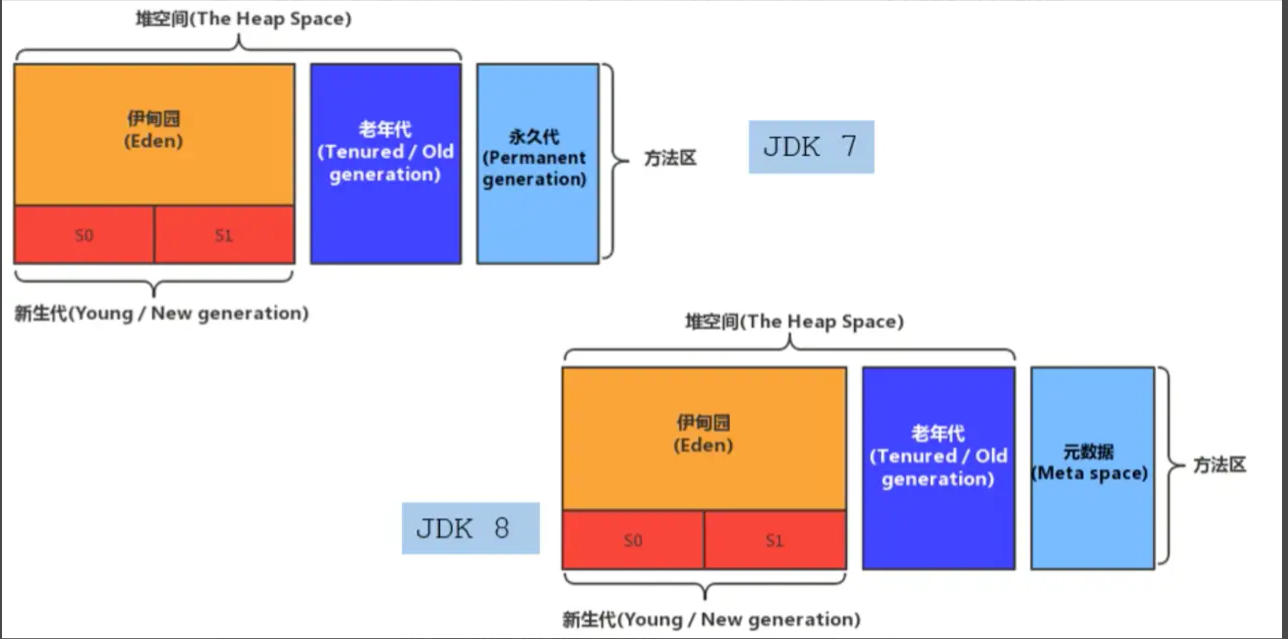 堆空间(The Heap Space)
伊甸园
(Eden)
老年代
(Tenured / Old
generation)
永久代
(Permanent
generation)
方法区
JDK 7
S0
S1
新生代(Young / New generation)
堆空间(The Heap Space)
伊甸园
(Eden)
老年代
(Tenured / Old
generation)
元数据
(Meta space)
方法区
JDK 8
S0
S1
新生代(Young / New generation)